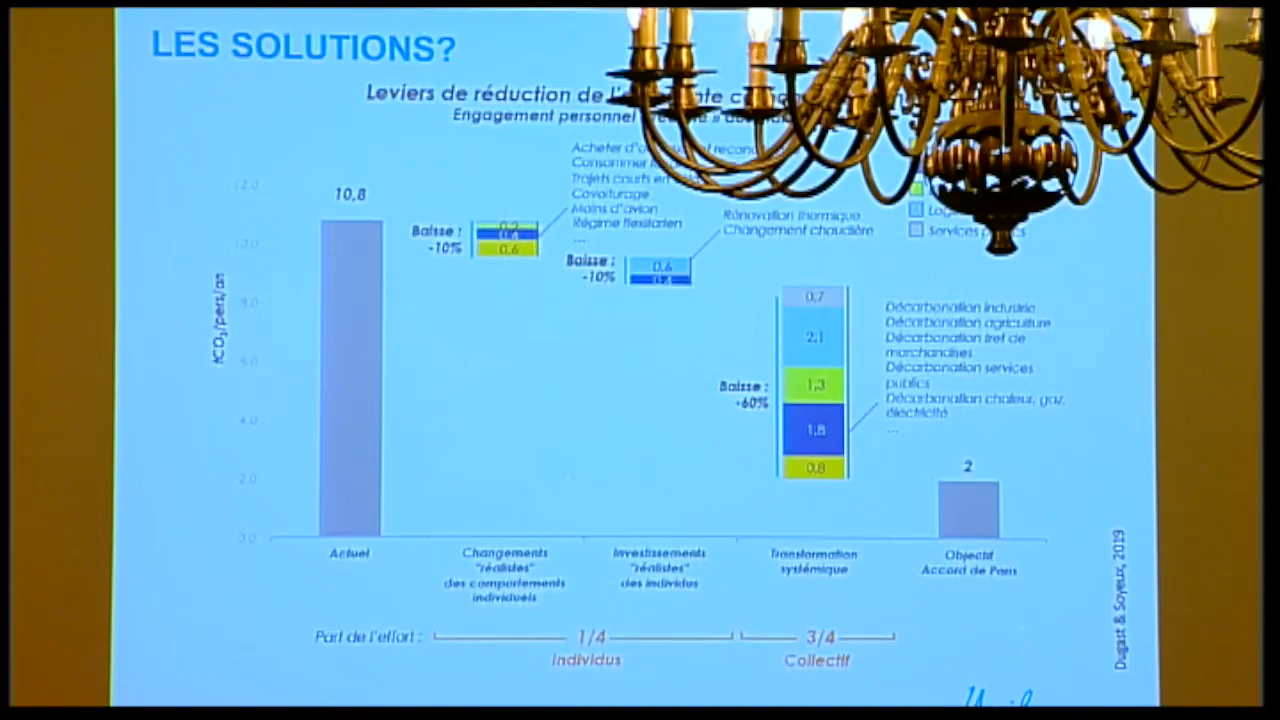 LES SOLUTIONS?
Leviers de réduction de l'
Engagement personnel
Acheter d'
Consommer
Trajets courts en
Covoiturage
Moins d'avion
Régime flexitarien
...
Rénovation thermique
Changement chaudière
Services
12,0
10,0
8,0
4,0
2,0
0,0
tCO2/pers/an
10,8
Baisse :
-10%
0,2
0,6
Baisse :
-10%
0,6
0,4
Baisse :
-60%
0,7
2,1
1,3
1,8
0,8
Décarbonation industrie
Décarbonation agriculture
Décarbonation fret de
marchandises
Décarbonation services
publics
Décarbonation chaleur, gaz,
électricité
...
2
Actuel
Changements
"réalistes"
des comportements
individuels
Investissements
"réalistes"
des individus
Transformation
systémique
Objectif
Accord de Paris
Part de l'effort :
1/4
Individus
3/4
Collectif
Dugast & Soyeux, 2019